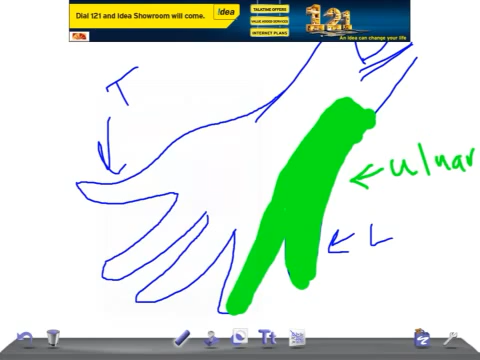 Dial 121 and Idea Showroom will come.
!dea
TALKTIME OFFERS
VALUE ADDED SERVICES
INTERNET PLANS
121
An idea can change your life
T
ulnar
L
Tt